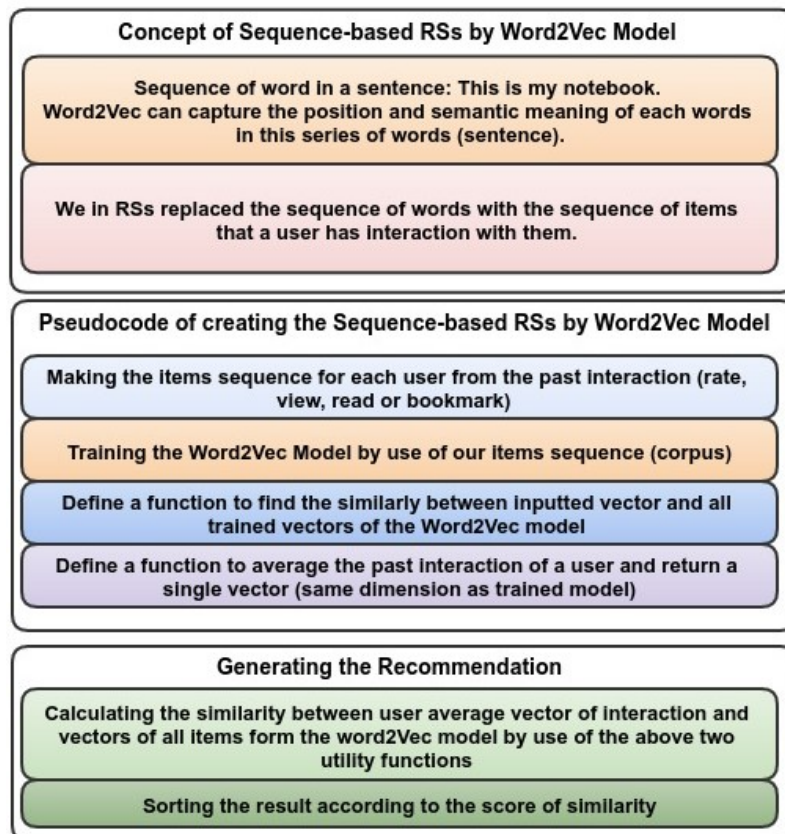 Concept of Sequence-based RSs by Word2Vec Model
Sequence of word in a sentence: This is my notebook.
Word2Vec can capture the position and semantic meaning of each words
in this series of words (sentence).
We in RSs replaced the sequence of words with the sequence of items
that a user has interaction with them.
Pseudocode of creating the Sequence-based RSs by Word2Vec Model
Making the items sequence for each user from the past interaction (rate,
view, read or bookmark)
Training the Word2Vec Model by use of our items sequence (corpus)
Define a function to find the similarly between inputted vector and all
trained vectors of the Word2Vec model
Define a function to average the past interaction of a user and return a
single vector (same dimension as trained model)
Generating the Recommendation
Calculating the similarity between user average vector of interaction and
vectors of all items form the word2Vec model by use of the above two
utility functions
Sorting the result according to the score of similarity